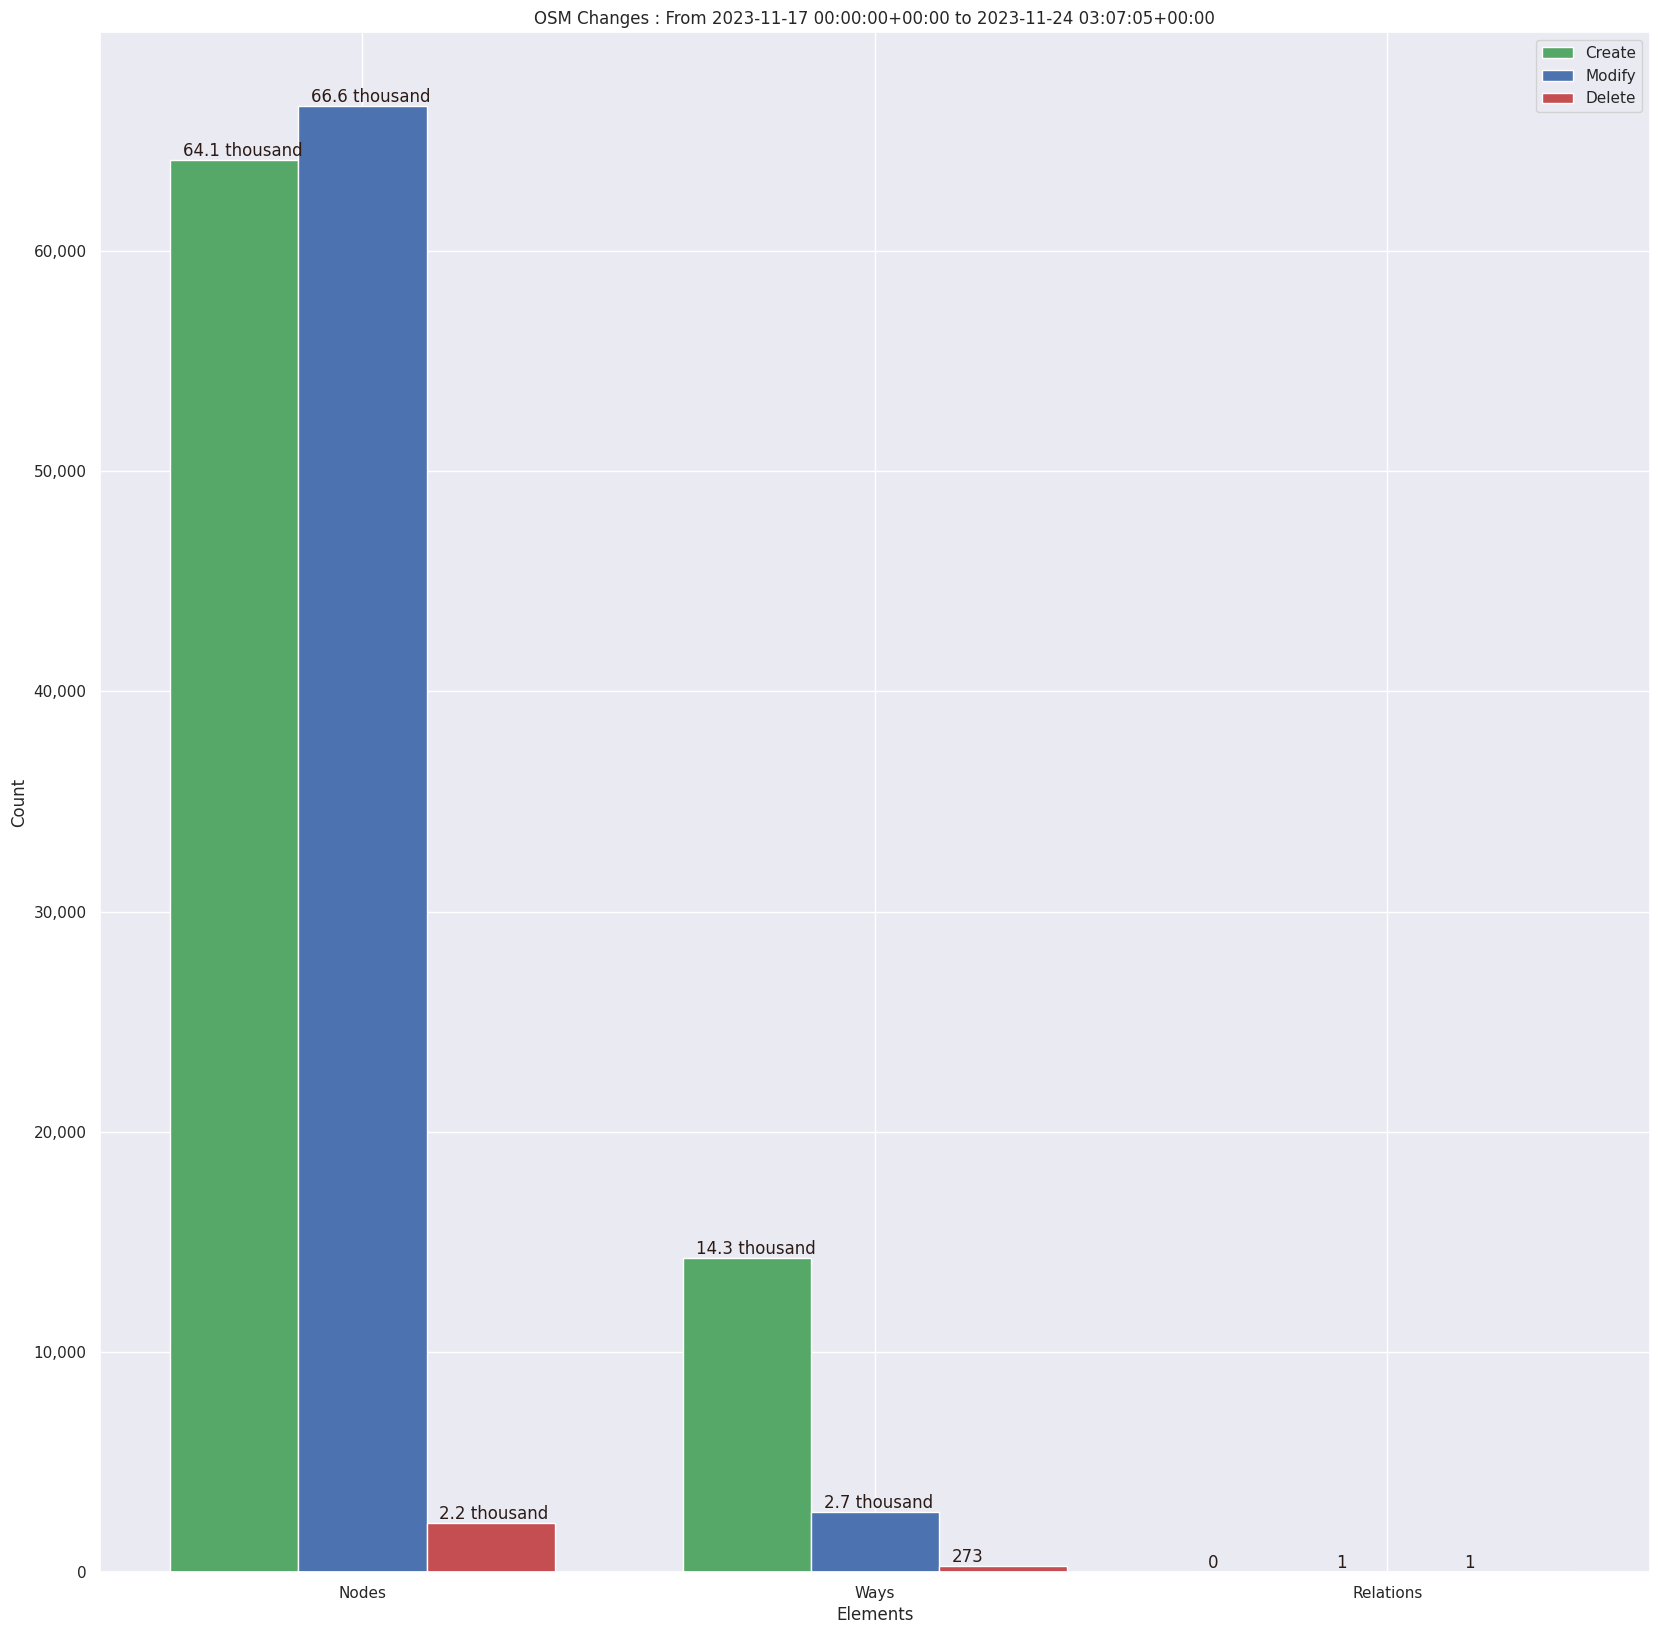 OSM Changes : From 2023-11-17 00:00:00+00:00 to 2023-11-24 03:07:05+00:00
Create
Modify
Delete
66.6 thousand
64.1 thousand
60,000
50,000
40,000
Count
30,000
20,000
14.3 thousand
10,000
2.7 thousand
2.2 thousand
273
0 1 1
0
Nodes Ways Relations
Elements